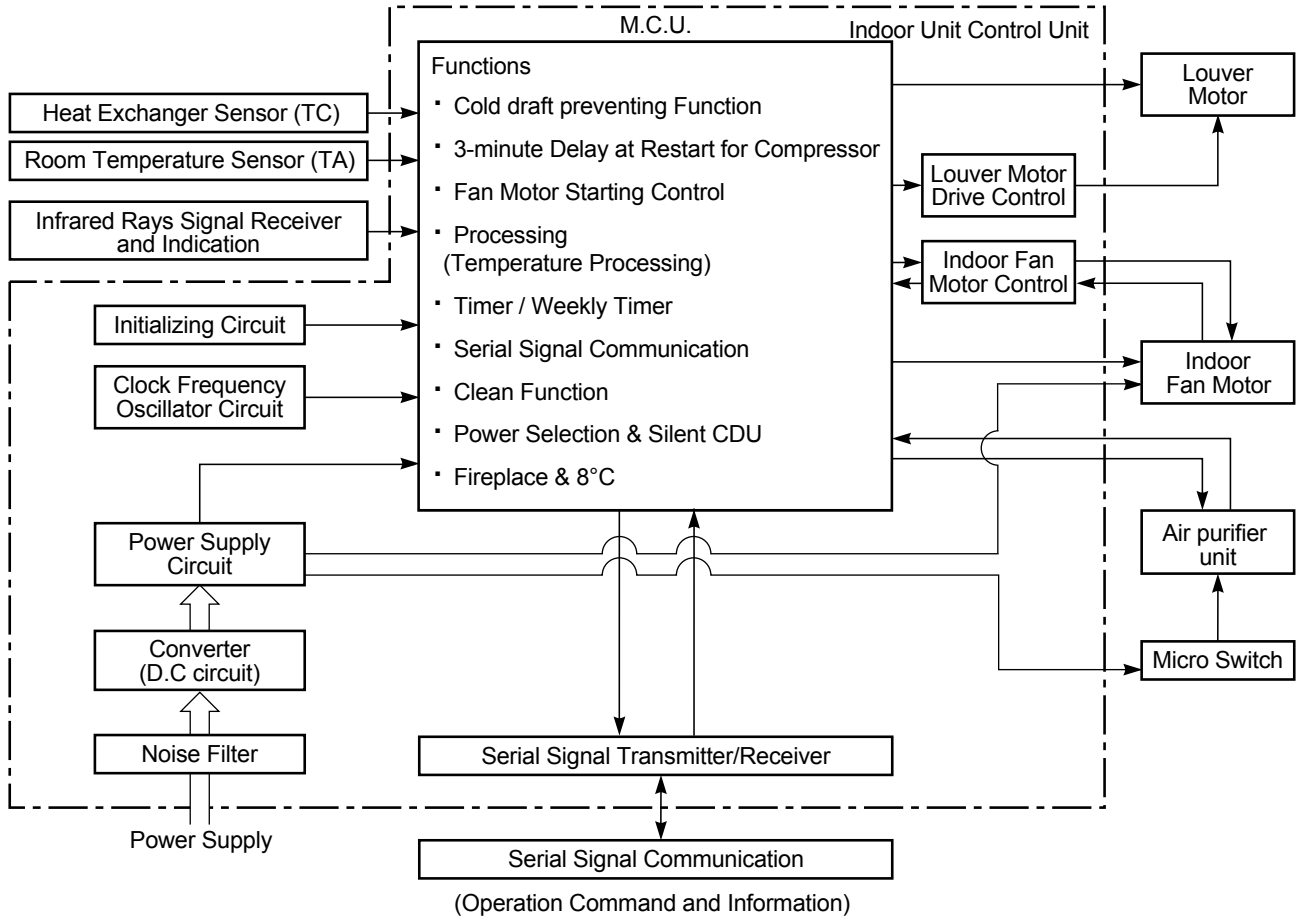 M.C.U.
Indoor Unit Control Unit
Functions
· Cold draft preventing Function
· 3-minute Delay at Restart for Compressor
· Fan Motor Starting Control
· Processing
(Temperature Processing)
· Timer / Weekly Timer
· Serial Signal Communication
· Clean Function
· Power Selection & Silent CDU
· Fireplace & 8°C
Heat Exchanger Sensor (TC)
Room Temperature Sensor (TA)
Infrared Rays Signal Receiver
and Indication
Initializing Circuit
Clock Frequency
Oscillator Circuit
Power Supply
Circuit
Converter
(D.C circuit)
Noise Filter
Power Supply
Louver
Motor
Louver Motor
Drive Control
Indoor Fan
Motor Control
Indoor
Fan Motor
Air purifier
unit
Micro Switch
Serial Signal Transmitter/Receiver
Serial Signal Communication
(Operation Command and Information)